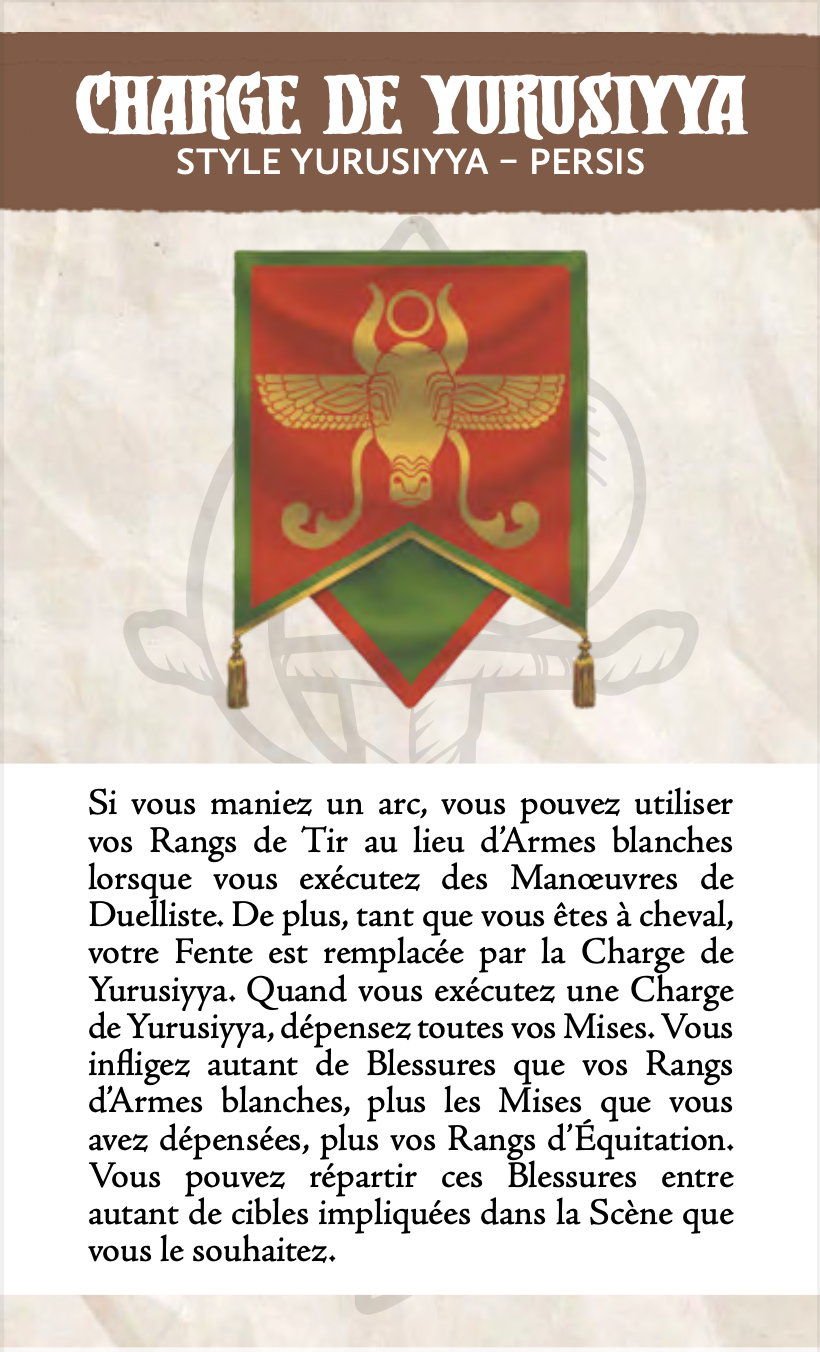 CHARGE DE YURUSIYYA
STYLE YURUSIYYA – PERSIS
Si vous maniez un arc, vous pouvez utiliser
vos Rangs de Tir au lieu d’Armes blanches
lorsque vous exécutez des Manœuvres de
Duelliste. De plus, tant que vous êtes à cheval,
votre Fente est remplacée par la Charge de
Yurusiyya. Quand vous exécutez une Charge
de Yurusiyya, dépensez toutes vos Mises. Vous
infligez autant de Blessures que vos Rangs
d’Armes blanches, plus les Mises que vous
avez dépensées, plus vos Rangs d’Équitation.
Vous pouvez répartir ces Blessures entre
autant de cibles impliquées dans la Scène que
vous le souhaitez.